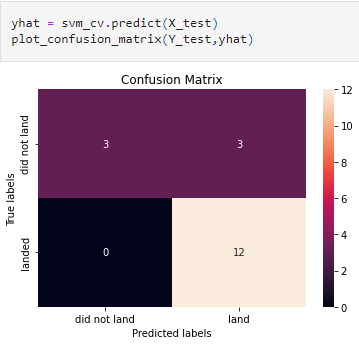 yhat = svm_cv.predict(X_test)
plot_confusion_matrix(Y_test,yhat)
Confusion Matrix
did not land
landed
True labels
3
3
0
12
did not land
land
Predicted labels
12
10
8
6
4
2
0